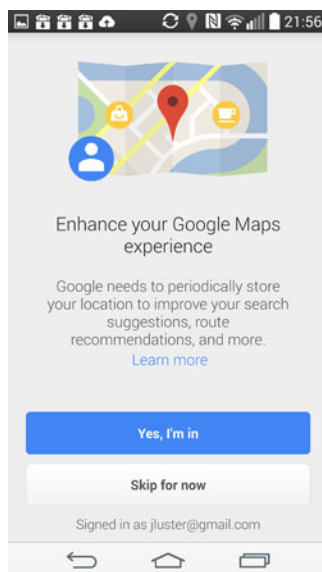 21:56
Enhance your Google Maps
experience
Google needs to periodically store
your location to improve your search
suggestions, route
recommendations, and more.
Learn more
Yes, I'm in
Skip for now
Signed in as jluster@gmail.com